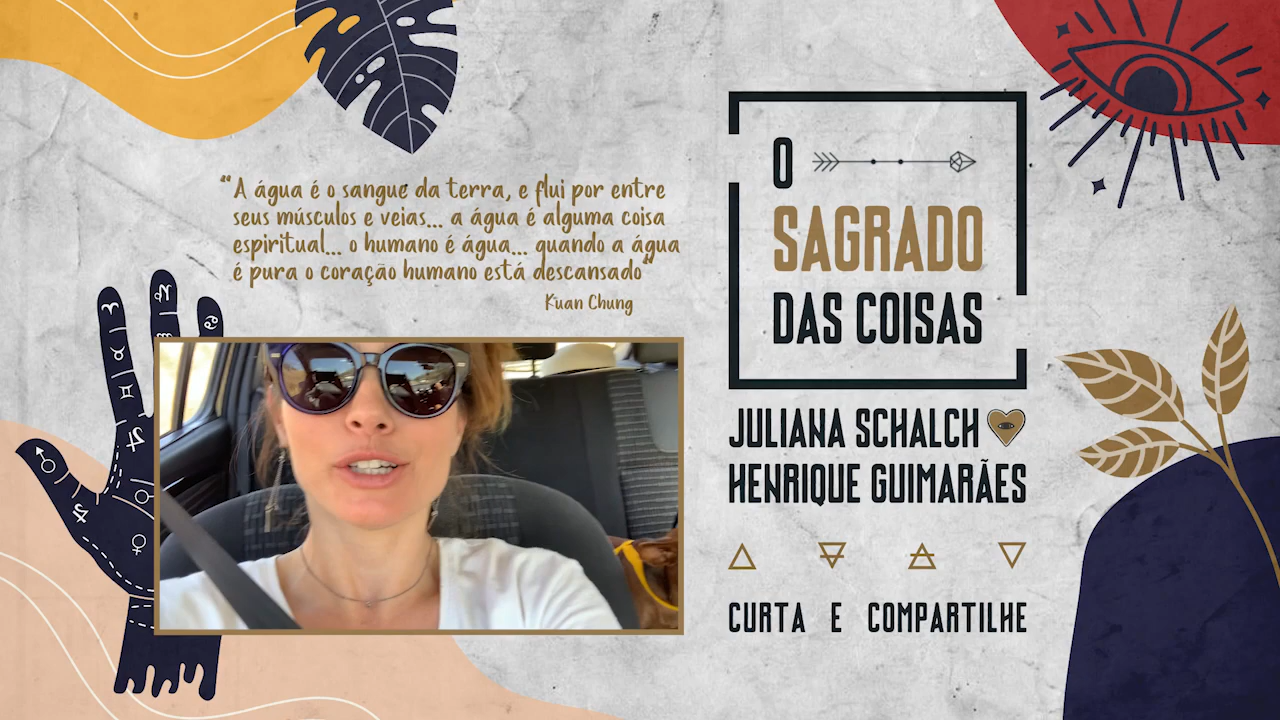 “A água é o sangue da terra, e flui por entre
seus músculos e veias... a água é alguma coisa
espiritual... o humano é água... quando a água
é pura o coração humano está descansado”
Kuan Chung
O
SAGRADO
DAS COISAS
JULIANA SCHALCH
HENRIQUE GUIMARÃES
CURTA E COMPARTILHE